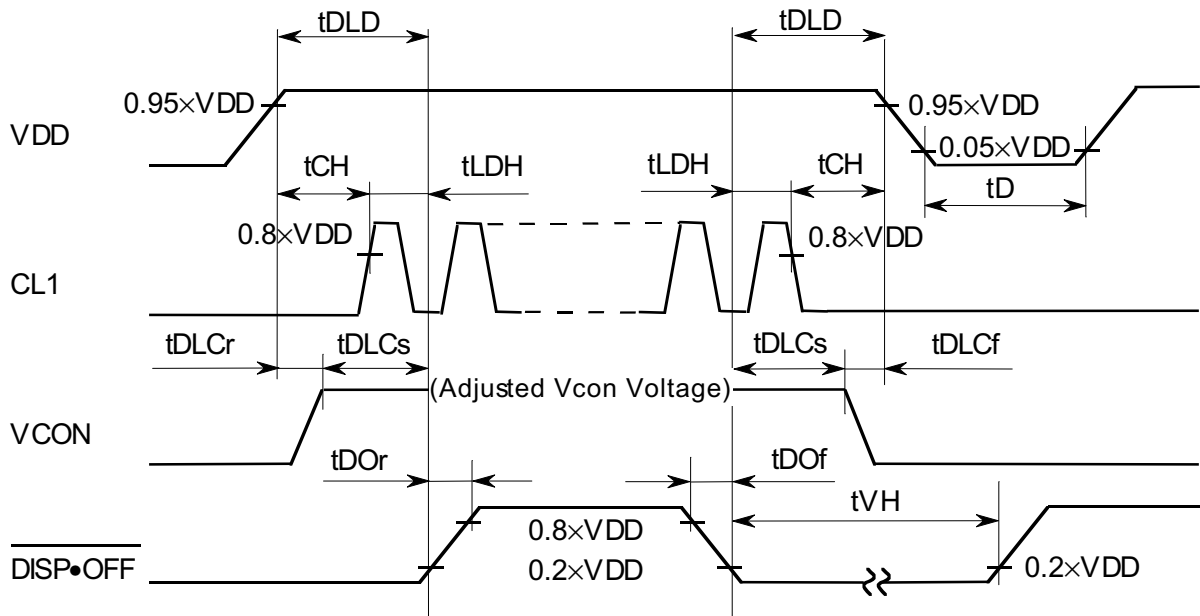 tDLD tDLD
0.95×VDD 0.95×VDD
VDD
0.05×VDD
tCH tLDH tLDH tCH
tD
0.8×VDD 0.8×VDD
CL1
tDLCr tDLCs tDLCs tDLCf
(Adjusted Vcon Voltage)
VCON
tDOr tDOf
tVH
0.8×VDD
DISP•OFF 0.2×VDD 0.2×VDD